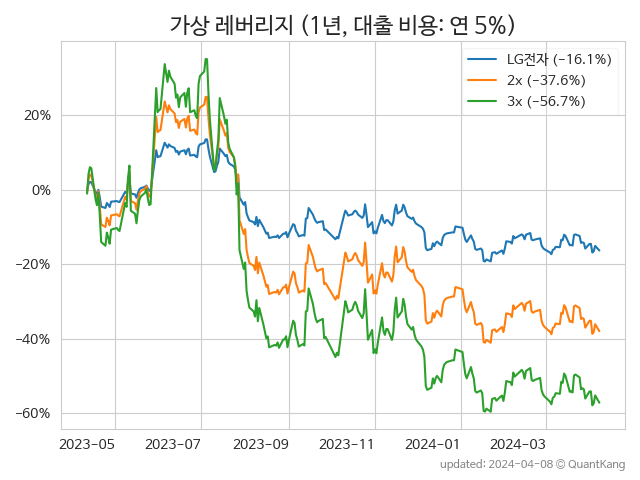 가상 레버리지 (1년, 대출 비용: 연 5%)
LG전자 (−16.1%)
2x (−37.6%)
3x (−56.7%)
20%
0%
−20%
−40%
−60%
2023-05 2023-07 2023-09 2023-11 2024-01 2024-03
updated: 2024-04-08 © QuantKang